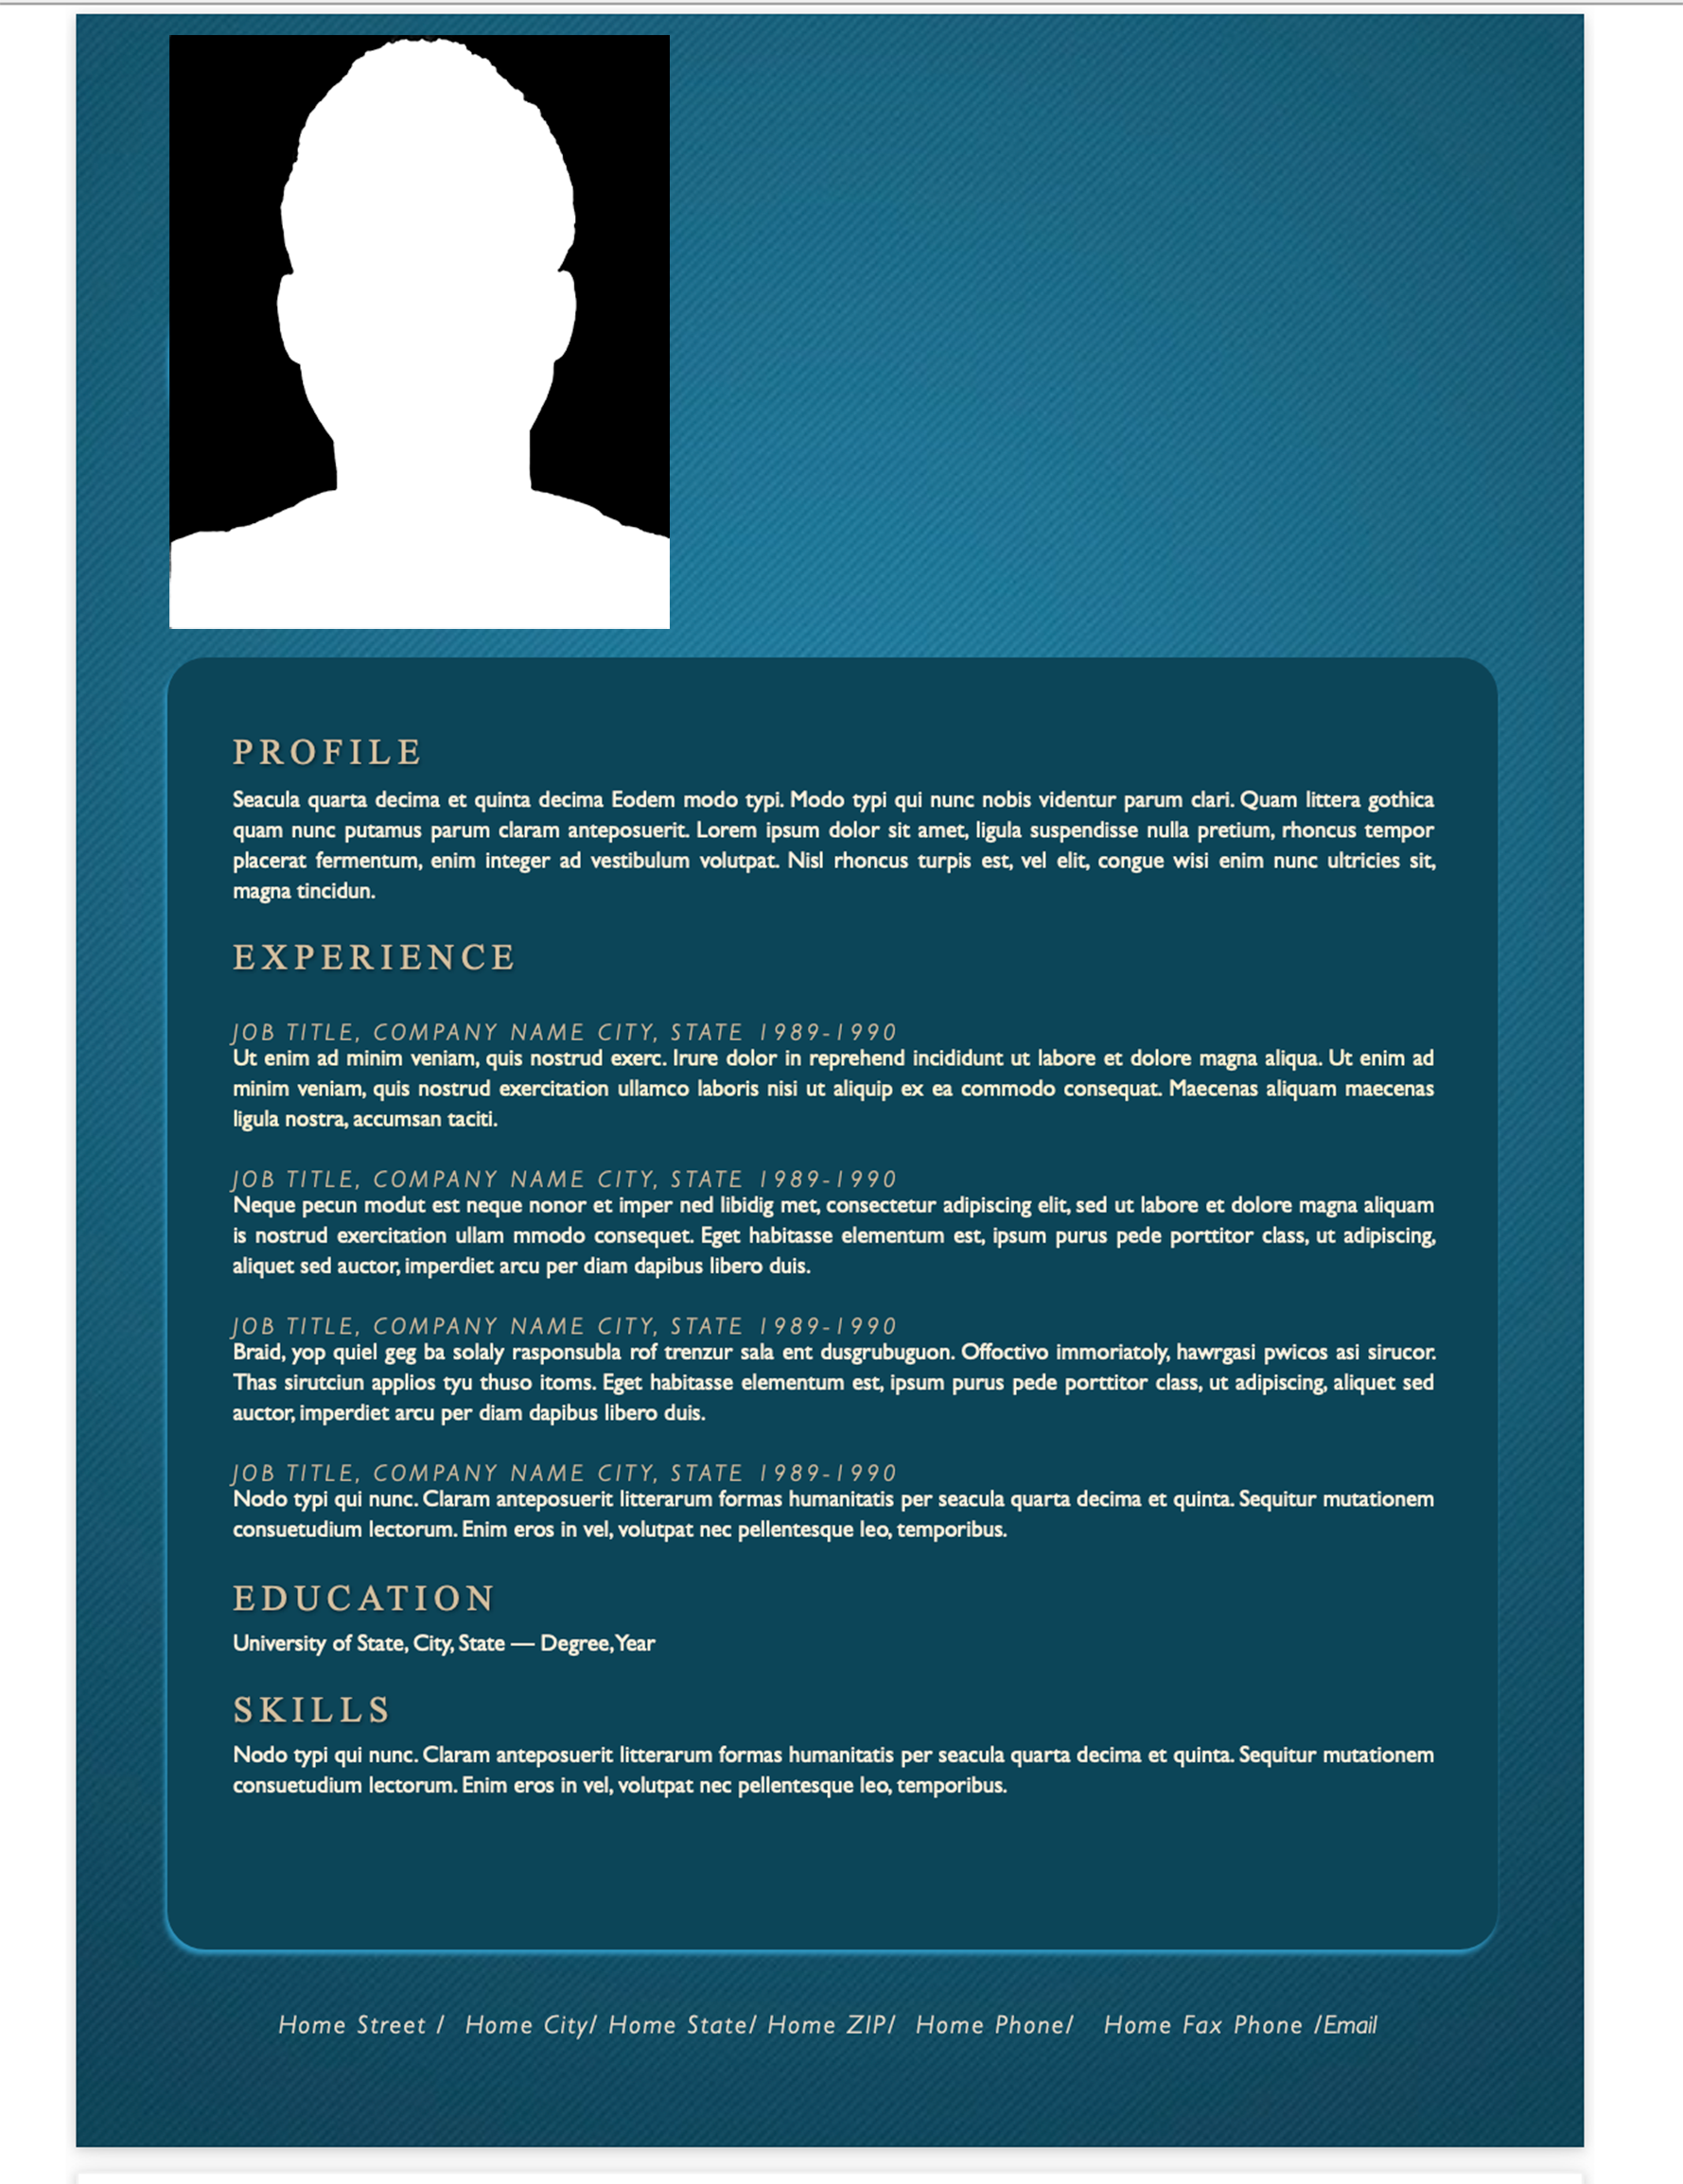 PROFILE
Seacula quarta decima et quinta decima Eodem modo typi. Modo typi qui nunc nobis videntur parum clari. Quam littera gothica
quam nunc putamus parum claram anteposuerit. Lorem ipsum dolor sit amet, ligula suspendisse nulla pretium, rhoncus tempor
placerat fermentum, enim integer ad vestibulum volutpat. Nisl rhoncus turpis est, vel elit, congue wisi enim nunc ultricies sit,
magna tincidun.
EXPERIENCE
JOB TITLE, COMPANY NAME CITY, STATE 1989-1990
Ut enim ad minim veniam, quis nostrud exerc. Irure dolor in reprehend incididunt ut labore et dolore magna aliqua. Ut enim ad
minim veniam, quis nostrud exercitation ullamco laboris nisi ut aliquip ex ea commodo consequat. Maecenas aliquam maecenas
ligula nostra, accumsan taciti.
JOB TITLE, COMPANY NAME CITY, STATE 1989-1990
Neque pecun modut est neque nonor et imper ned libidig met, consectetur adipiscing elit, sed ut labore et dolore magna aliquam
is nostrud exercitation ullam mmodo consequet. Eget habitasse elementum est, ipsum purus pede porttitor class, ut adipiscing,
aliquet sed auctor, imperdiet arcu per diam dapibus libero duis.
JOB TITLE, COMPANY NAME CITY, STATE 1989-1990
Braid, yop quiel geg ba solaly rasponsubla rof trenzur sala ent dusgrubuguon. Offoctivo immoriatoly, hawrgasi pwicos asi sirucor.
Thas sirutciun applios tyu thuso itoms. Eget habitasse elementum est, ipsum purus pede porttitor class, ut adipiscing, aliquet sed
auctor, imperdiet arcu per diam dapibus libero duis.
JOB TITLE, COMPANY NAME CITY, STATE 1989-1990
Nodo typi qui nunc. Claram anteposuerit litterarum formas humanitatis per seacula quarta decima et quinta. Sequitur mutationem
consuetudium lectorum. Enim eros in vel, volutpat nec pellentesque leo, temporibus.
EDUCATION
University of State, City, State — Degree, Year
SKILLS
Nodo typi qui nunc. Claram anteposuerit litterarum formas humanitatis per seacula quarta decima et quinta. Sequitur mutationem
consuetudium lectorum. Enim eros in vel, volutpat nec pellentesque leo, temporibus.
Home Street / Home City/ Home State/ Home ZIP/ Home Phone/ Home Fax Phone /Email